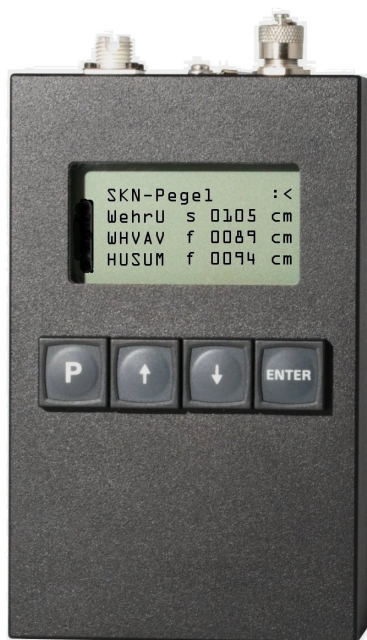 SKN-Pegel :<
WehrU s 0105 cm
WHVAV f 0089 cm
HUSUM f 0094 cm
P ↑ ↓ ENTER